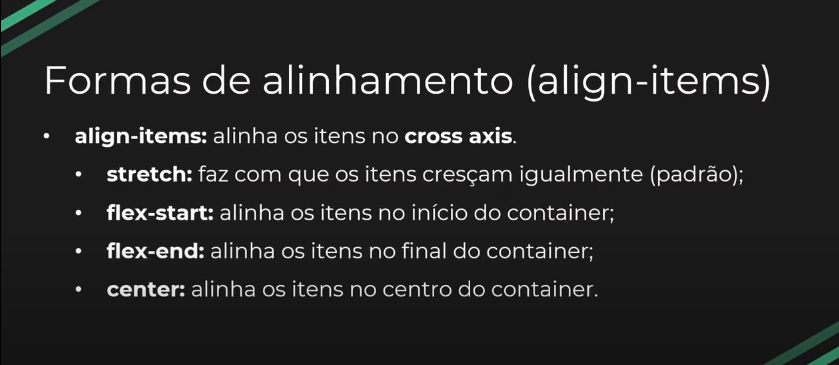 Formas de alinhamento (align-items)
• align-items: alinha os itens no cross axis.
• stretch: faz com que os itens cresçam igualmente (padrão);
• flex-start: alinha os itens no início do container;
• flex-end: alinha os itens no final do container;
• center: alinha os itens no centro do container.